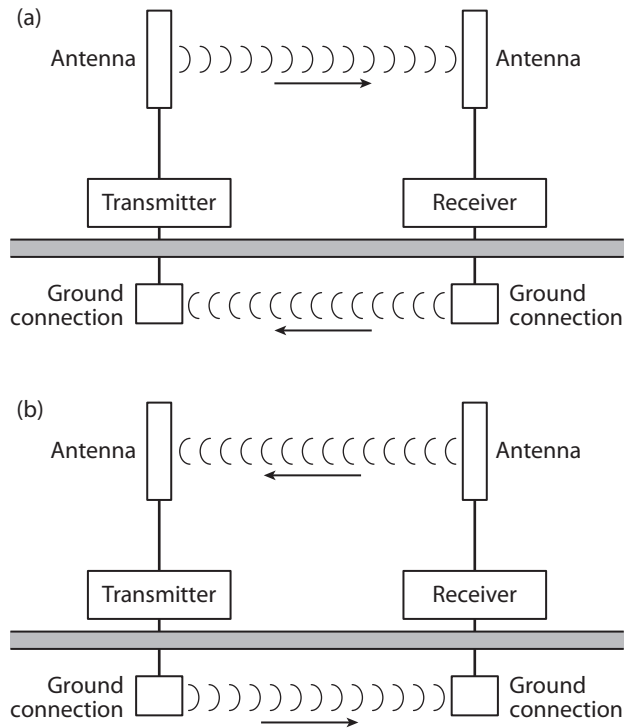 (a)
Antenna
Antenna
Transmitter
Receiver
Ground
connection
Ground
connection
(b)
Antenna
Antenna
Transmitter
Receiver
Ground
connection
Ground
connection